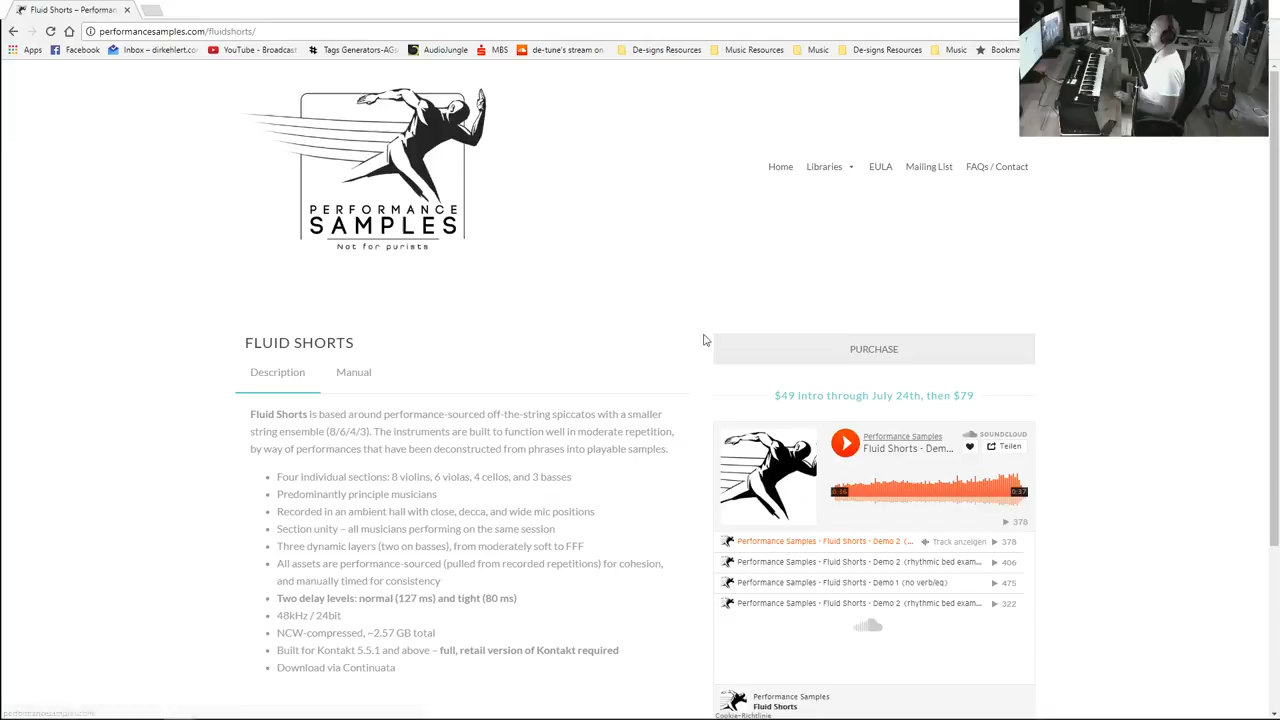 Fluid Shorts – Performan
performancesamples.com/fluidshorts/
Apps Facebook Inbox – dirkehlert.c YouTube - Broadcast Tags Generators-AG AudioJungle MBS de-tune's stream on De-signs Resources Music Resources Music De-signs Resources Music Bookma
PERFORMANCE
SAMPLES
Not for purists
Home Libraries EULA Mailing List FAQs / Contact
FLUID SHORTS
Description Manual
Fluid Shorts is based around performance-sourced off-the-string spiccatos with a smaller
string ensemble (8/6/4/3). The instruments are built to function well in moderate repetition,
by way of performances that have been deconstructed from phrases into playable samples.
Four individual sections: 8 violins, 6 violas, 4 cellos, and 3 basses
Predominantly principle musicians
Recorded in an ambient hall with close, decca, and wide mic positions
Section unity – all musicians performing on the same session
Three dynamic layers (two on basses), from moderately soft to FFF
All assets are performance-sourced (pulled from recorded repetitions) for cohesion,
and manually timed for consistency
Two delay levels: normal (127 ms) and tight (80 ms)
48kHz / 24bit
NCW-compressed, ~2.57 GB total
Built for Kontakt 5.5.1 and above – full, retail version of Kontakt required
Download via Continuata
PURCHASE
$49 intro through July 24th, then $79
Performance Samples
SOUNDCLOUD
Fluid Shorts - Dem...
Teilen
0:16 0:37
378
Performance Samples - Fluid Shorts - Demo 2 (... Track anzeigen 378
Performance Samples - Fluid Shorts - Demo 2 (rhythmic bed exam... 406
Performance Samples - Fluid Shorts - Demo 1 (no verb/eq) 475
Performance Samples - Fluid Shorts - Demo 2 (rhythmic bed exam... 322
Performance Samples
Fluid Shorts
Cookie-Richtlinie
performancesamples.com